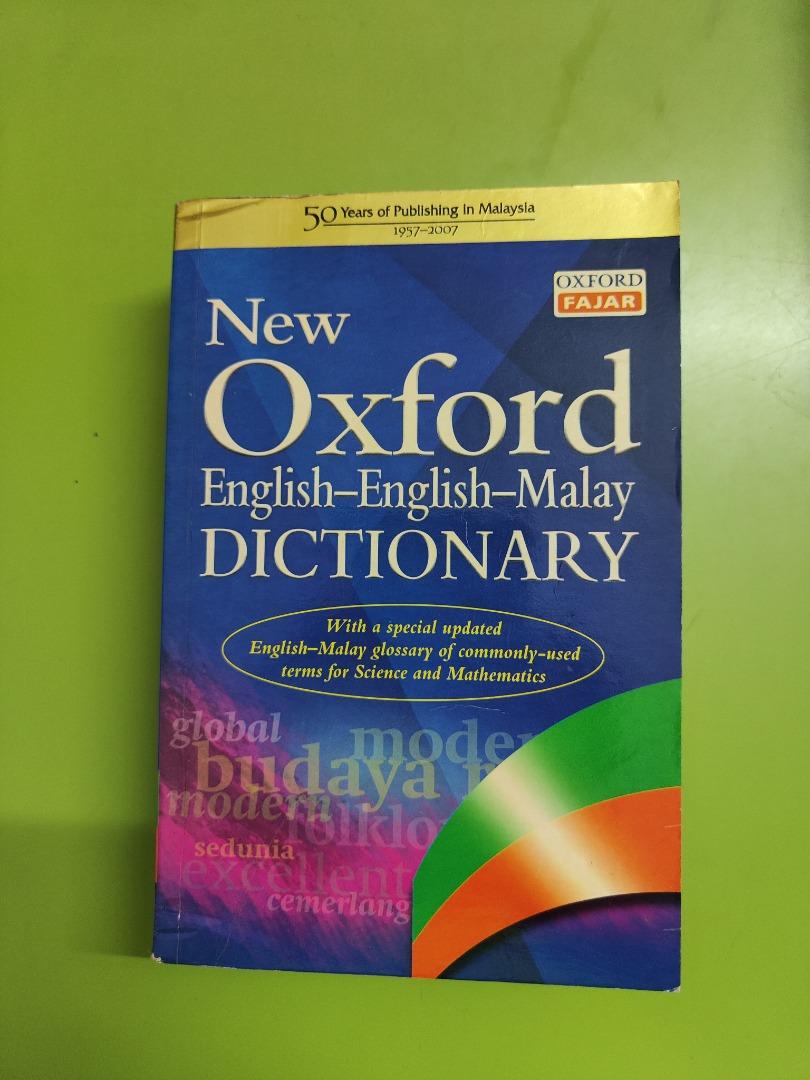 50 Years of Publishing in Malaysia
1957–2007
OXFORD
FAJAR
New
Oxford
English–English–Malay
DICTIONARY
With a special updated
English–Malay glossary of commonly-used
terms for Science and Mathematics
global
budaya
modern
sedunia
excellent
cemerlang